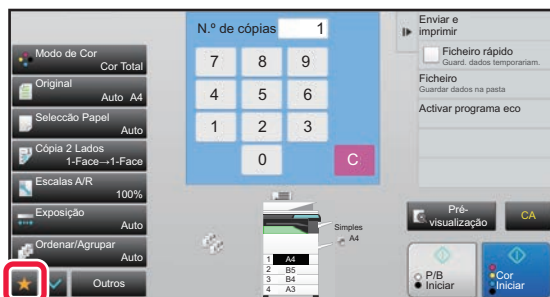 Modo de Cor
Cor Total
Original
Auto A4
Seleccão Papel
Auto
Cópia 2 Lados
1-Face→1-Face
Escalas A/R
100%
Exposição
Auto
Ordenar/Agrupar
Auto
Outros
N.º de cópias 1
7 8 9
4 5 6
1 2 3
0 C
Simples
A4
1 A4
2 B5
3 B4
4 A3
Enviar e
imprimir
Ficheiro rápido
Guard. dados temporariam.
Ficheiro
Guardar dados na pasta
Activar programa eco
Pré-
visualização
CA
P/B
Iniciar
Cor
Iniciar